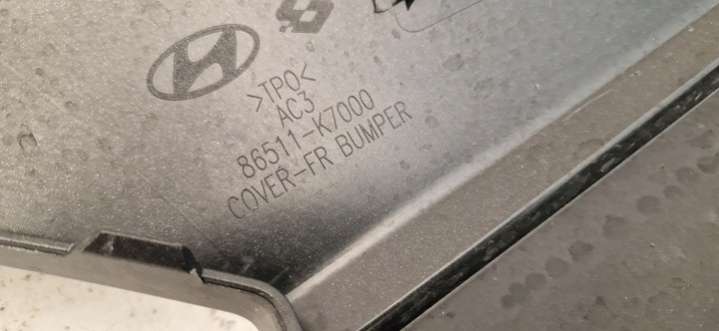 >TPO<
AC3
86511-K7000
COVER-FR BUMPER